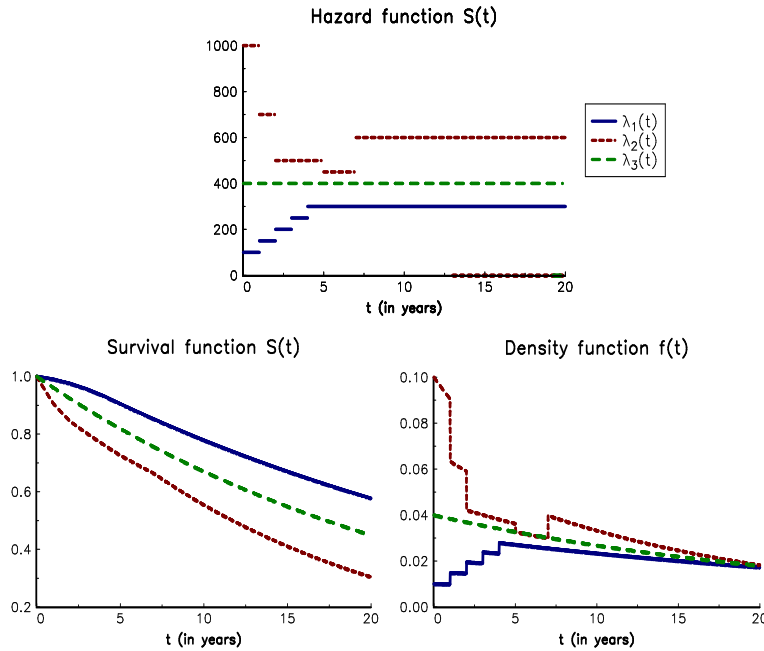 Hazard function S(t)
1000
800
600
400
200
0
0 5 10 15 20
t (in years)
λ₁(t)
λ₂(t)
λ₃(t)
Survival function S(t)
1.0
0.8
0.6
0.4
0.2
0 5 10 15 20
t (in years)
Density function f(t)
0.10
0.08
0.06
0.04
0.02
0.00
0 5 10 15 20
t (in years)